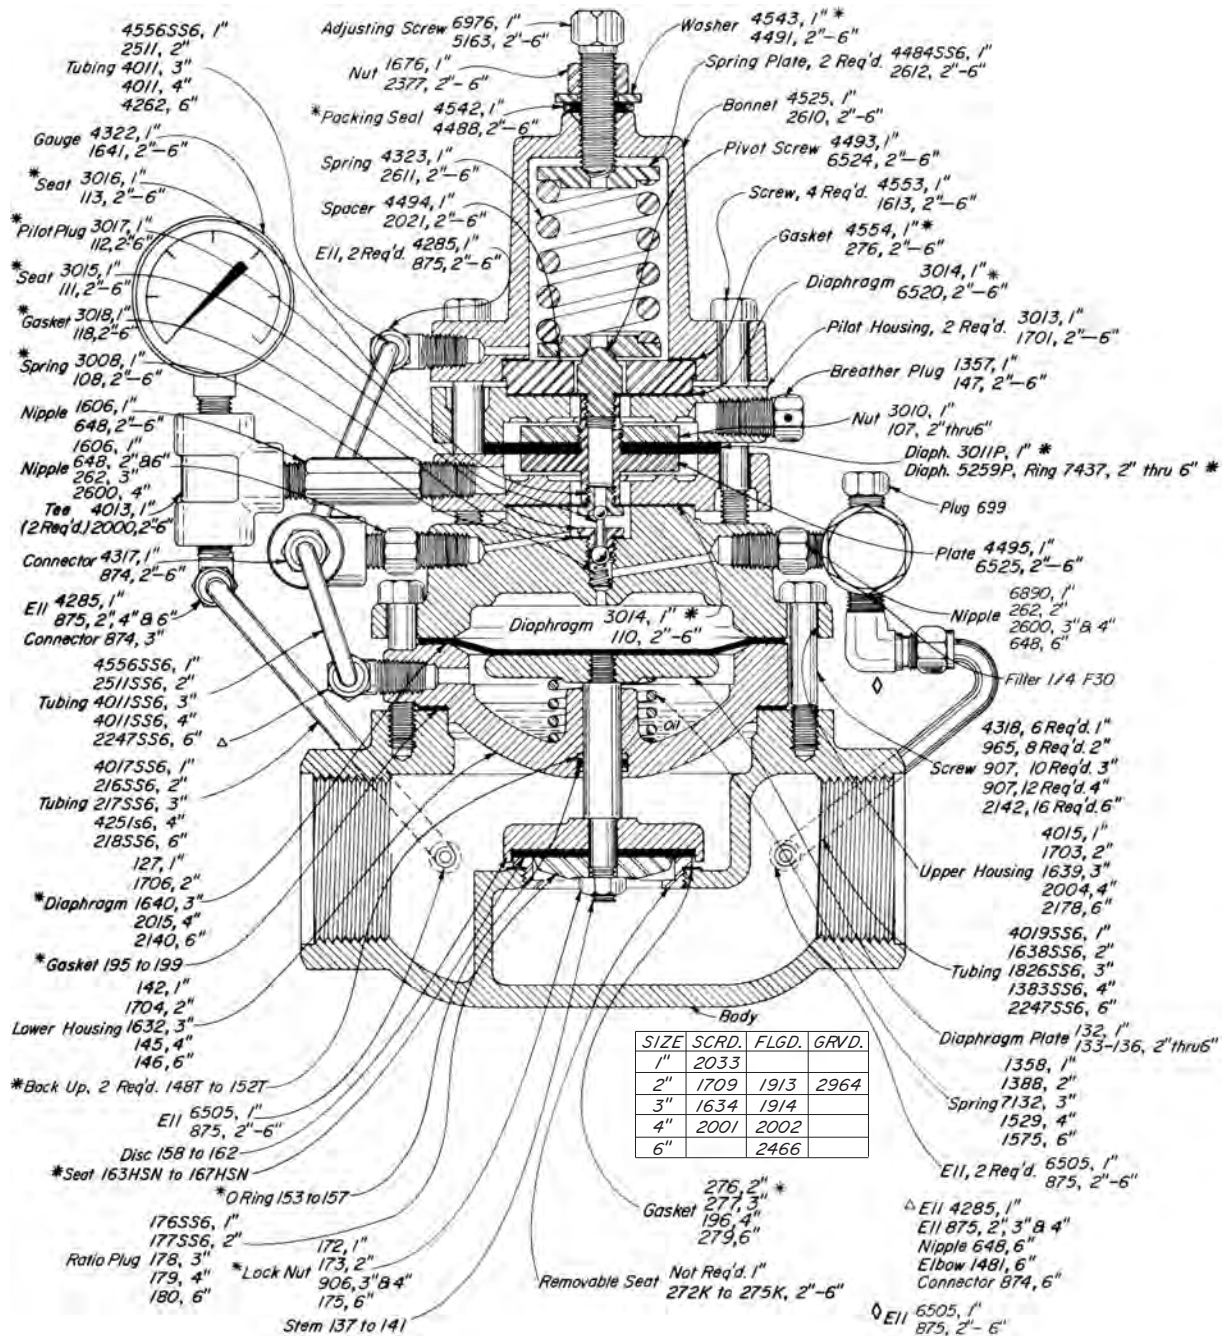 4556SS6, 1"
2511, 2"
Tubing 4011, 3"
4011, 4"
4262, 6"
Gauge 4322, 1"
1641, 2"-6"
*Seat 3016, 1"
113, 2"-6"
*Pilot Plug 3017, 1"
112, 2"6"
*Seat 3015, 1"
111, 2"-6"
*Gasket 3018, 1"
118, 2"-6"
*Spring 3008, 1"
108, 2"-6"
Nipple 1606, 1"
648, 2"-6"
1606, 1"
Nipple 648, 2"&6"
262, 3"
2600, 4"
Tee 4013, 1"
(2 Req'd.) 2000, 2"-6"
Connector 4317, 1"
874, 2"-6"
Ell 4285, 1"
875, 2", 4" & 6"
Connector 874, 3"
4556SS6, 1"
2511SS6, 2"
Tubing 4011SS6, 3"
4011SS6, 4"
2247SS6, 6" △
4017SS6, 1"
216SS6, 2"
Tubing 217SS6, 3"
4251s6, 4"
218SS6, 6"
127, 1"
1706, 2"
*Diaphragm 1640, 3"
2015, 4"
2140, 6"
*Gasket 195 to 199
142, 1"
1704, 2"
Lower Housing 1632, 3"
145, 4"
146, 6"
*Back Up, 2 Req'd. 148T to 152T
Ell 6505, 1"
875, 2"-6"
Disc 158 to 162
*Seat 163HSN to 167HSN
*O Ring 153 to 157
176SS6, 1"
177SS6, 2"
Ratio Plug 178, 3"
179, 4"
180, 6"
172, 1"
173, 2"
*Lock Nut 906, 3"&4"
175, 6"
Stem 137 to 141
Adjusting Screw 6976, 1"
5163, 2"-6"
Nut 1676, 1"
2377, 2"-6"
*Packing Seal 4542, 1"
4488, 2"-6"
Spring 4323, 1"
2611, 2"-6"
Spacer 4494, 1"
2021, 2"-6"
Ell, 2 Req'd. 4285, 1"
875, 2"-6"
Washer 4543, 1" *
4491, 2"-6"
Spring Plate, 2 Req'd. 4484SS6, 1"
2612, 2"-6"
Bonnet 4525, 1"
2610, 2"-6"
Pivot Screw 4493, 1"
6524, 2"-6"
Screw, 4 Req'd. 4553, 1"
1613, 2"-6"
Gasket 4554, 1" *
276, 2"-6"
Diaphragm 3014, 1" *
6520, 2"-6"
Pilot Housing, 2 Req'd. 3013, 1"
1701, 2"-6"
Breather Plug 1357, 1"
147, 2"-6"
Nut 3010, 1"
107, 2"thru6"
Diaph. 3011P, 1" *
Diaph. 5259P, Ring 7437, 2" thru 6" *
Plug 699
Plate 4495, 1"
6525, 2"-6"
6890, 1"
Nipple 262, 2"
2600, 3"& 4"
648, 6"
Filter 1/4 F30
◊
Diaphragm 3014, 1" *
110, 2"-6"
Oil
4318, 6 Req'd. 1"
965, 8 Req'd. 2"
Screw 907, 10 Req'd. 3"
907, 12 Req'd. 4"
2142, 16 Req'd. 6"
4015, 1"
1703, 2"
Upper Housing 1639, 3"
2004, 4"
2178, 6"
4019SS6, 1"
1638SS6, 2"
Tubing 1826SS6, 3"
1383SS6, 4"
2247SS6, 6"
Diaphragm Plate 132, 1"
133-136, 2"thru6"
1358, 1"
1388, 2"
Spring 7132, 3"
1529, 4"
1575, 6"
Ell, 2 Req'd. 6505, 1"
875, 2"-6"
Body
SIZE SCRD. FLGD. GRVD.
1" 2033
2" 1709 1913 2964
3" 1634 1914
4" 2001 2002
6" 2466
276, 2" *
Gasket 277, 3"
196, 4"
279, 6"
Removable Seat Not Req'd. 1"
272K to 275K, 2"-6"
△ Ell 4285, 1"
Ell 875, 2", 3"& 4"
Nipple 648, 6"
Elbow 1481, 6"
Connector 874, 6"
◊ Ell 6505, 1"
875, 2"-6"